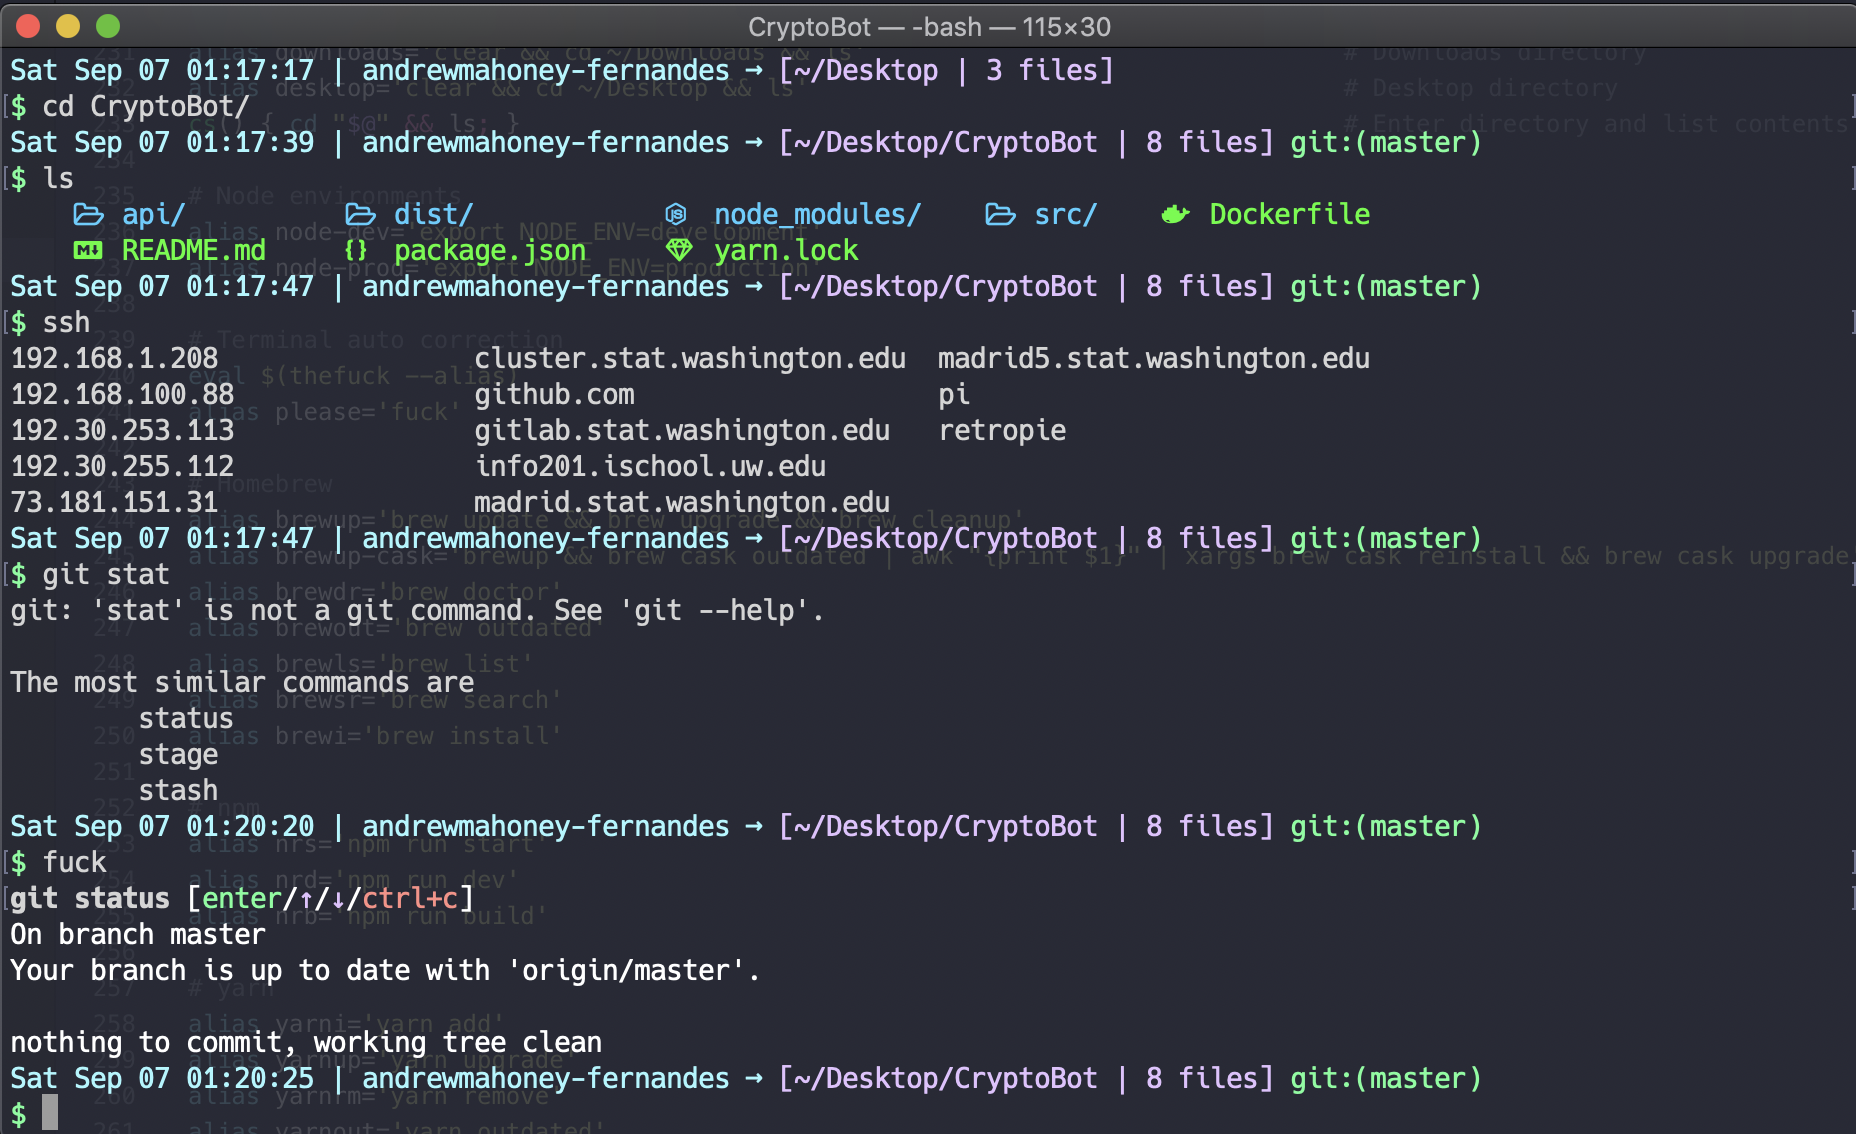 CryptoBot — -bash — 115×30
Sat Sep 07 01:17:17 | andrewmahoney-fernandes → [~/Desktop | 3 files]
$ cd CryptoBot/
Sat Sep 07 01:17:39 | andrewmahoney-fernandes → [~/Desktop/CryptoBot | 8 files] git:(master)
$ ls
api/ dist/ node_modules/ src/ Dockerfile
README.md package.json yarn.lock
Sat Sep 07 01:17:47 | andrewmahoney-fernandes → [~/Desktop/CryptoBot | 8 files] git:(master)
$ ssh
192.168.1.208 cluster.stat.washington.edu madrid5.stat.washington.edu
192.168.100.88 github.com pi
192.30.253.113 gitlab.stat.washington.edu retropie
192.30.255.112 info201.ischool.uw.edu
73.181.151.31 madrid.stat.washington.edu
Sat Sep 07 01:17:47 | andrewmahoney-fernandes → [~/Desktop/CryptoBot | 8 files] git:(master)
$ git stat
git: 'stat' is not a git command. See 'git --help'.
The most similar commands are
status
stage
stash
Sat Sep 07 01:20:20 | andrewmahoney-fernandes → [~/Desktop/CryptoBot | 8 files] git:(master)
$ fuck
git status [enter/↑/↓/ctrl+c]
On branch master
Your branch is up to date with 'origin/master'.
nothing to commit, working tree clean
Sat Sep 07 01:20:25 | andrewmahoney-fernandes → [~/Desktop/CryptoBot | 8 files] git:(master)
$